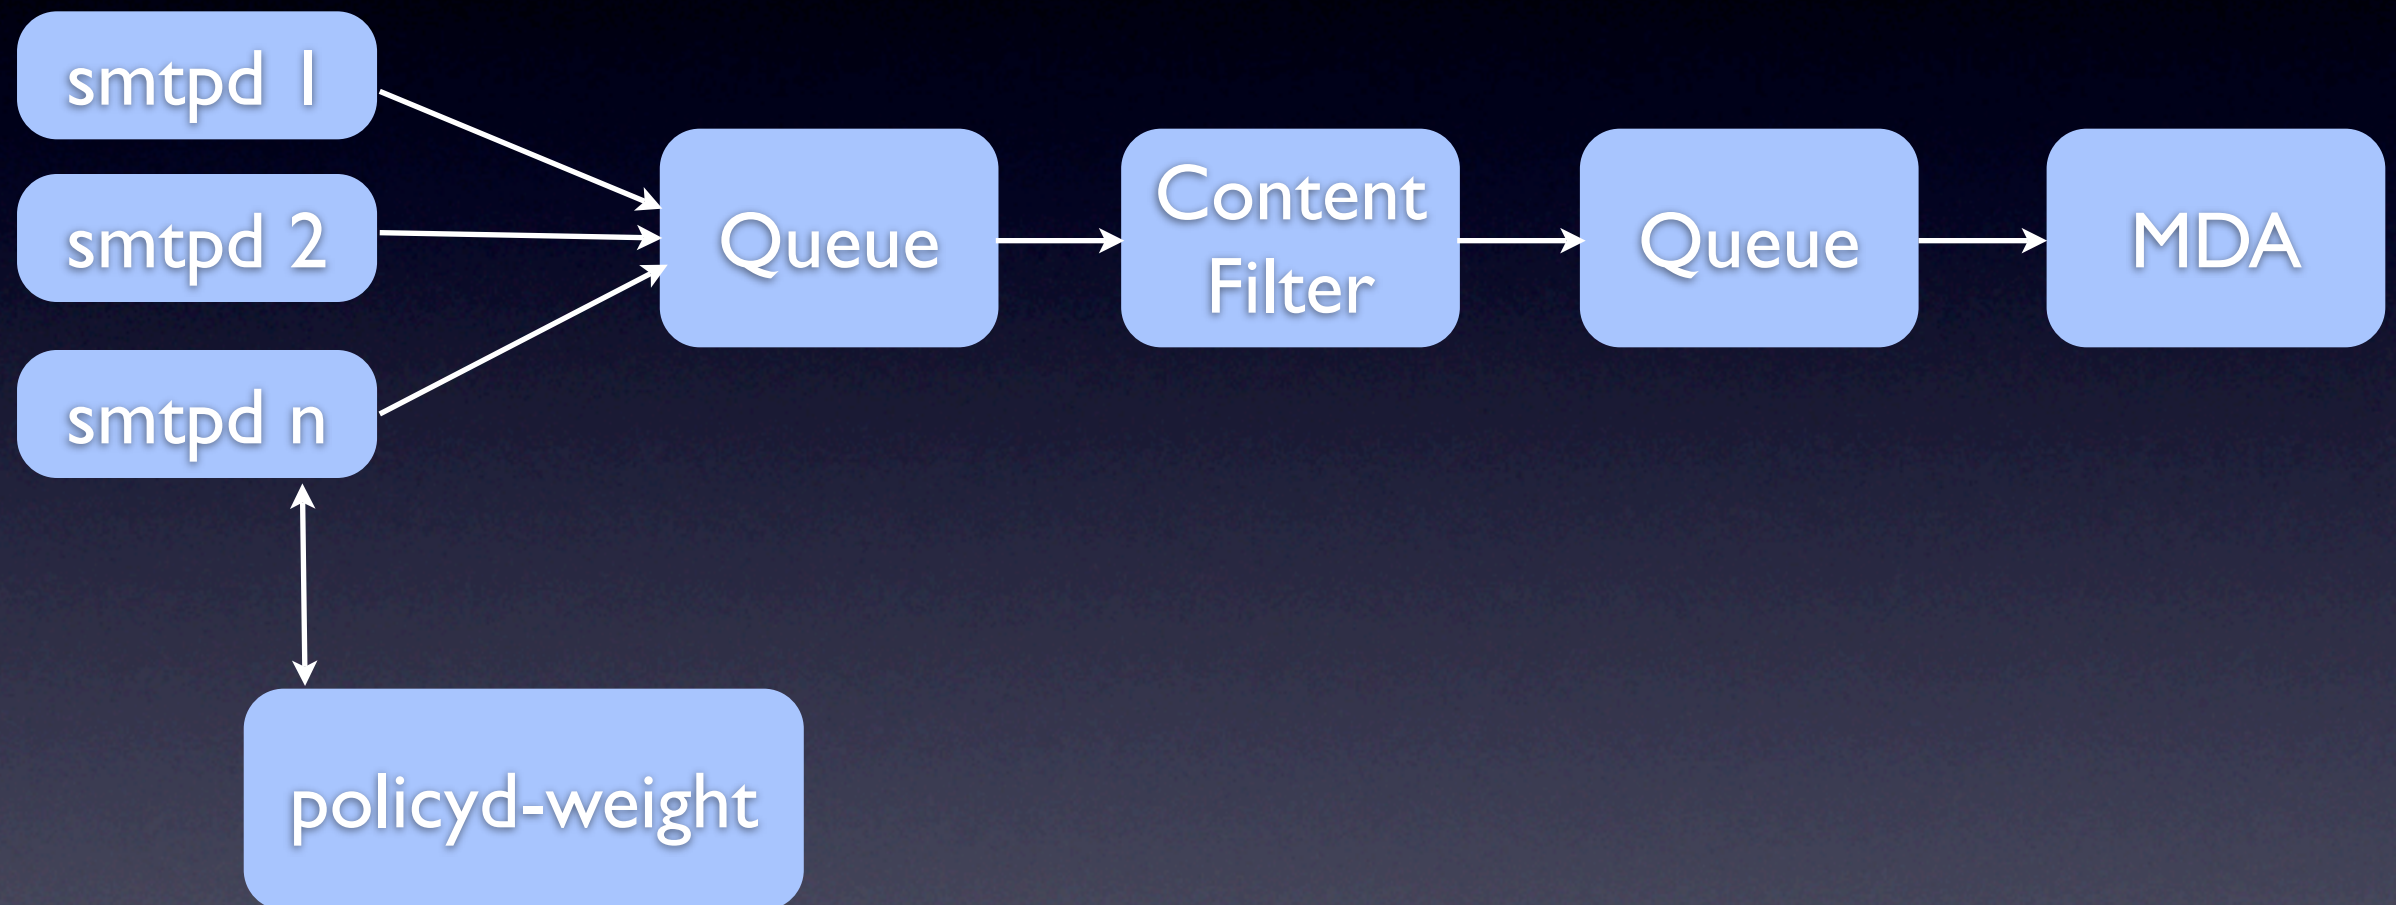 smtpd 1
smtpd 2
smtpd n
Queue
Content
Filter
Queue
MDA
policyd-weight